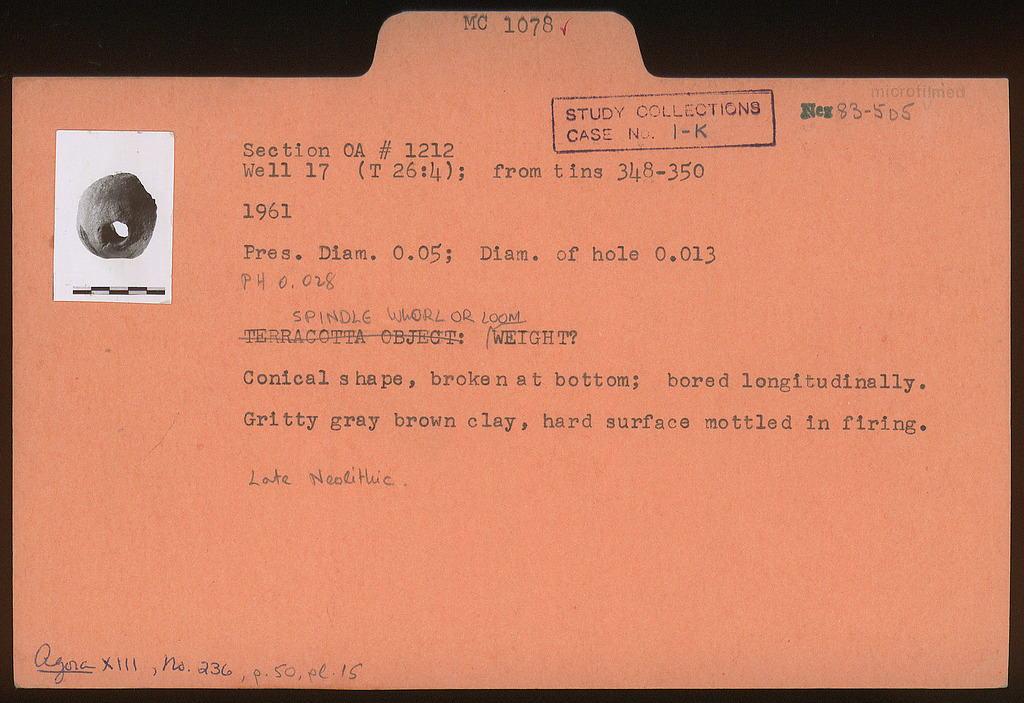 MC 1078 ✓
microfilmed
STUDY COLLECTIONS
CASE No. I-K
Neg 83-505
Section OA # 1212
Well 17 (T 26:4); from tins 348-350
1961
Pres. Diam. 0.05; Diam. of hole 0.013
PH 0.028
SPINDLE WHORL OR LOOM
TERRACOTTA OBJECT: WEIGHT?
Conical shape, broken at bottom; bored longitudinally.
Gritty gray brown clay, hard surface mottled in firing.
Late Neolithic.
Agora XIII, No. 236, p. 50, pl. 15